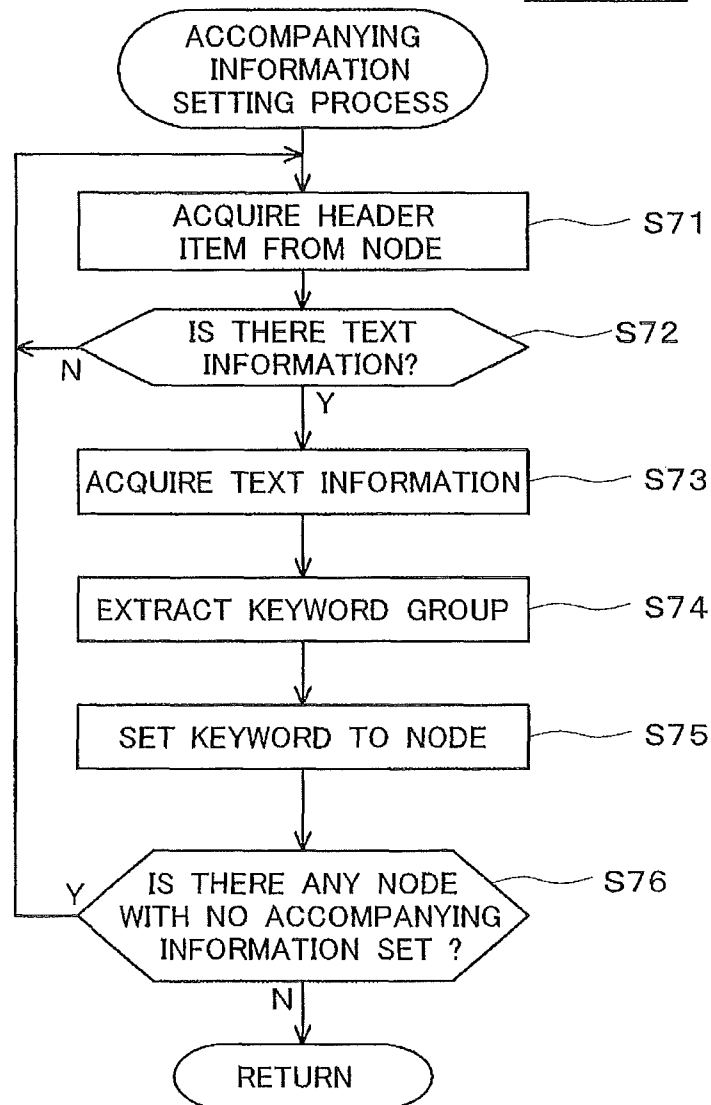 ACCOMPANYING
INFORMATION
SETTING PROCESS
ACQUIRE HEADER
ITEM FROM NODE
S71
IS THERE TEXT
INFORMATION?
S72
N
Y
ACQUIRE TEXT INFORMATION
S73
EXTRACT KEYWORD GROUP
S74
SET KEYWORD TO NODE
S75
IS THERE ANY NODE
WITH NO ACCOMPANYING
INFORMATION SET ?
S76
Y
N
RETURN